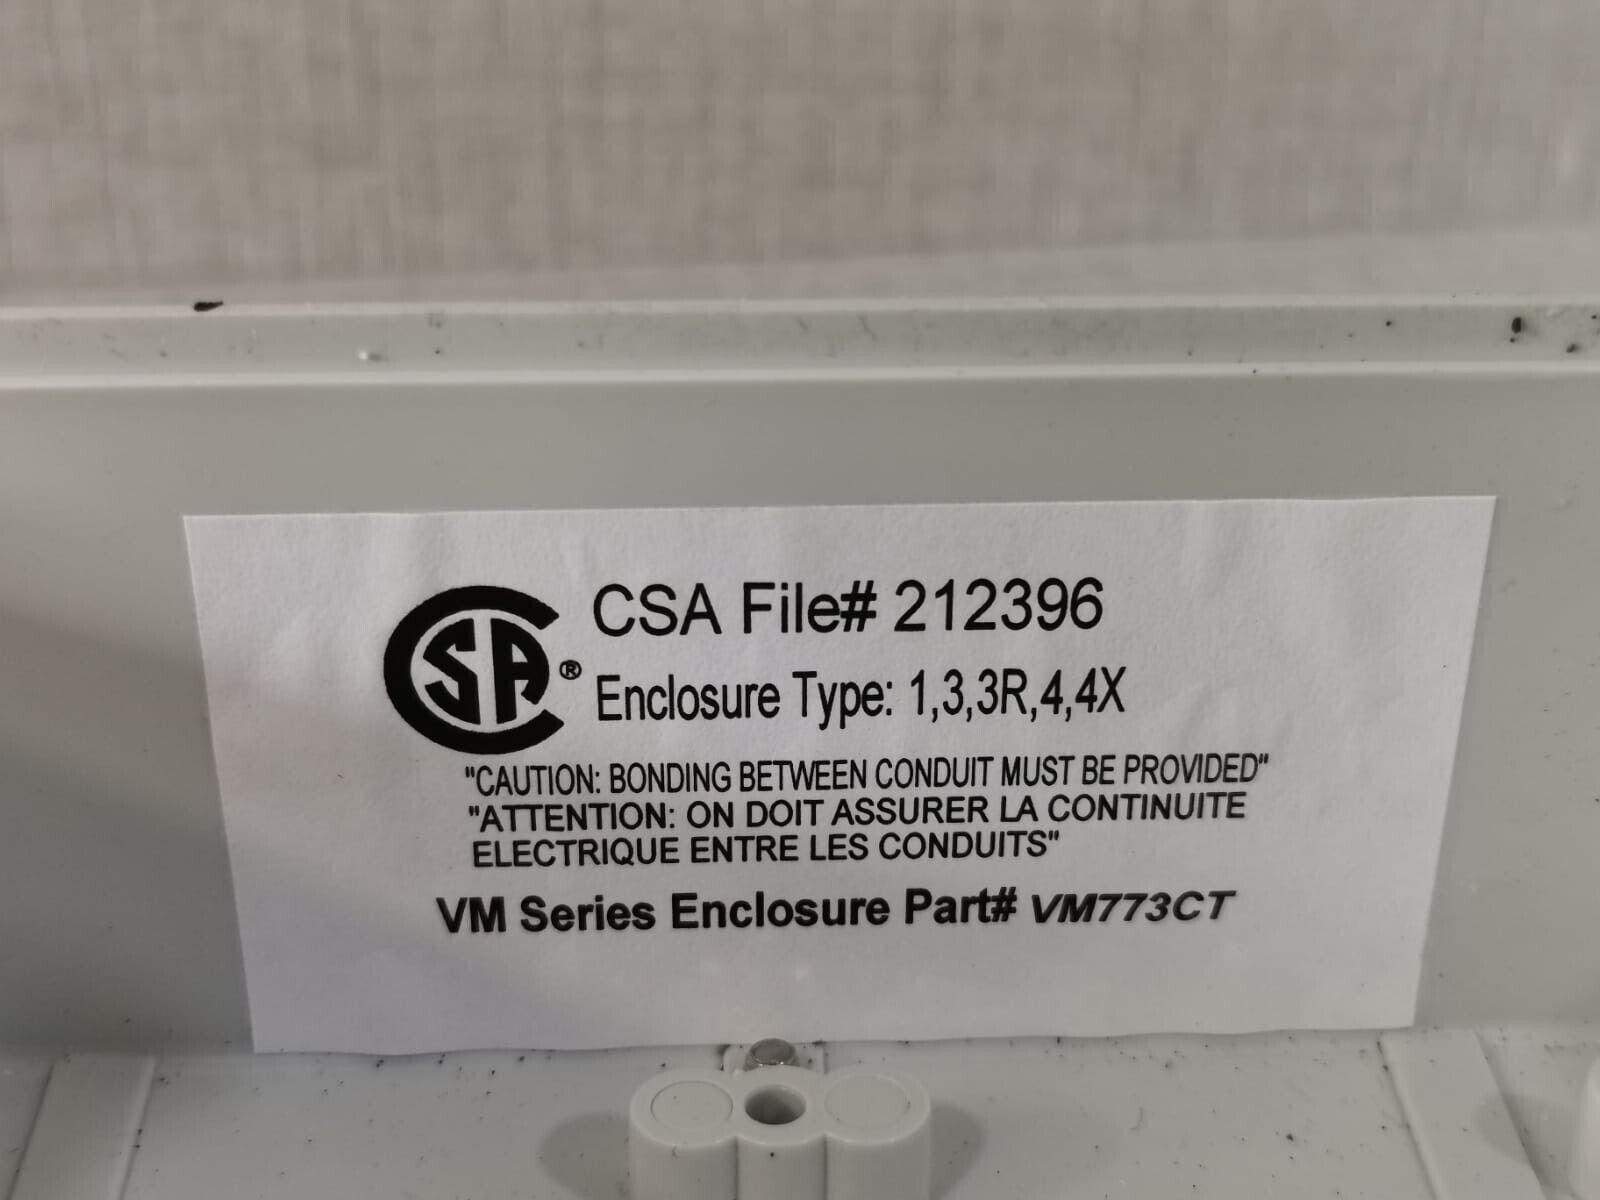 CSA ® CSA File# 212396
Enclosure Type: 1,3,3R,4,4X
"CAUTION: BONDING BETWEEN CONDUIT MUST BE PROVIDED"
"ATTENTION: ON DOIT ASSURER LA CONTINUITE
ELECTRIQUE ENTRE LES CONDUITS"
VM Series Enclosure Part# VM773CT